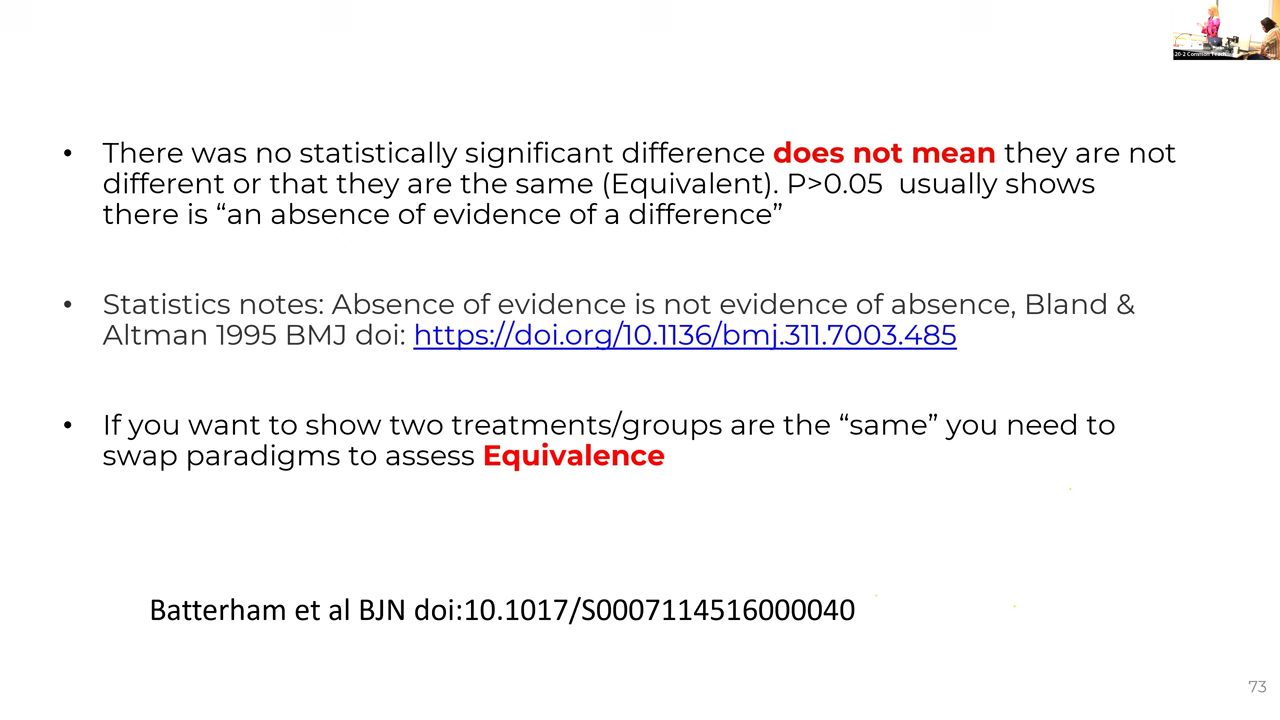 20-2 Common Teach
• There was no statistically significant difference does not mean they are not
different or that they are the same (Equivalent). P>0.05 usually shows
there is “an absence of evidence of a difference”
• Statistics notes: Absence of evidence is not evidence of absence, Bland &
Altman 1995 BMJ doi: https://doi.org/10.1136/bmj.311.7003.485
• If you want to show two treatments/groups are the “same” you need to
swap paradigms to assess Equivalence
Batterham et al BJN doi:10.1017/S0007114516000040
73